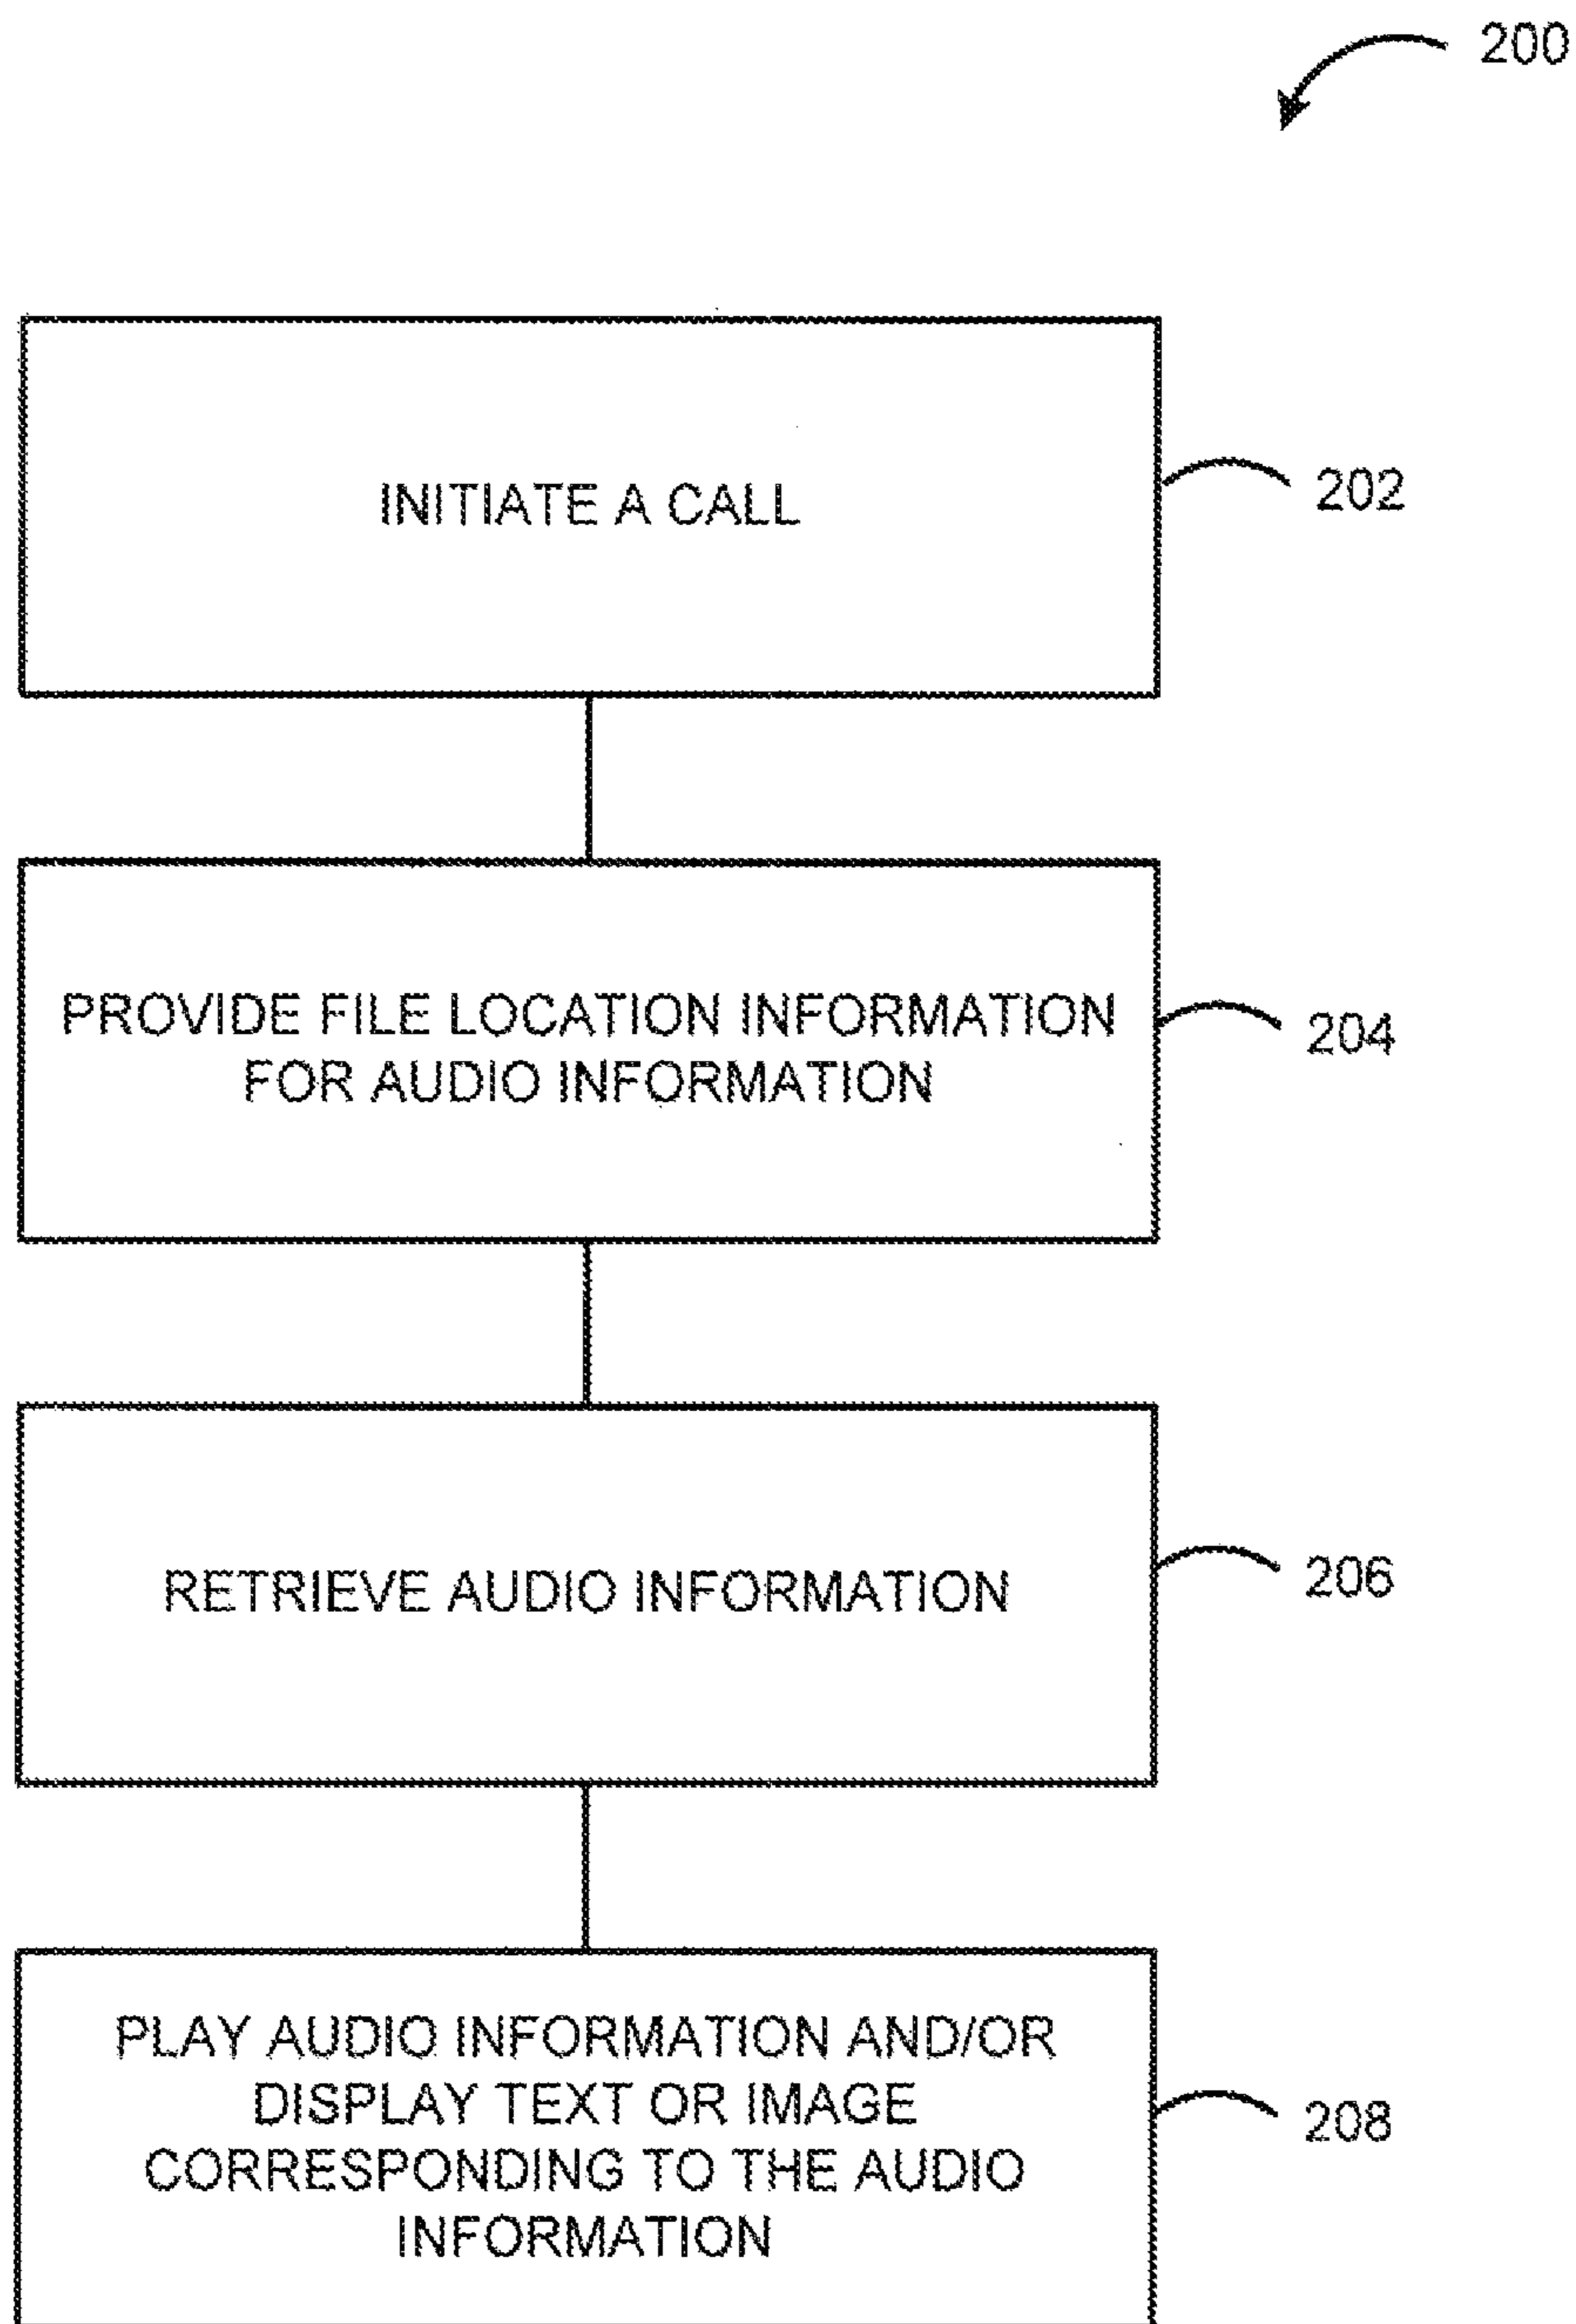 200
INITIATE A CALL
202
PROVIDE FILE LOCATION INFORMATION
FOR AUDIO INFORMATION
204
RETRIEVE AUDIO INFORMATION
206
PLAY AUDIO INFORMATION AND/OR
DISPLAY TEXT OR IMAGE
CORRESPONDING TO THE AUDIO
INFORMATION
208